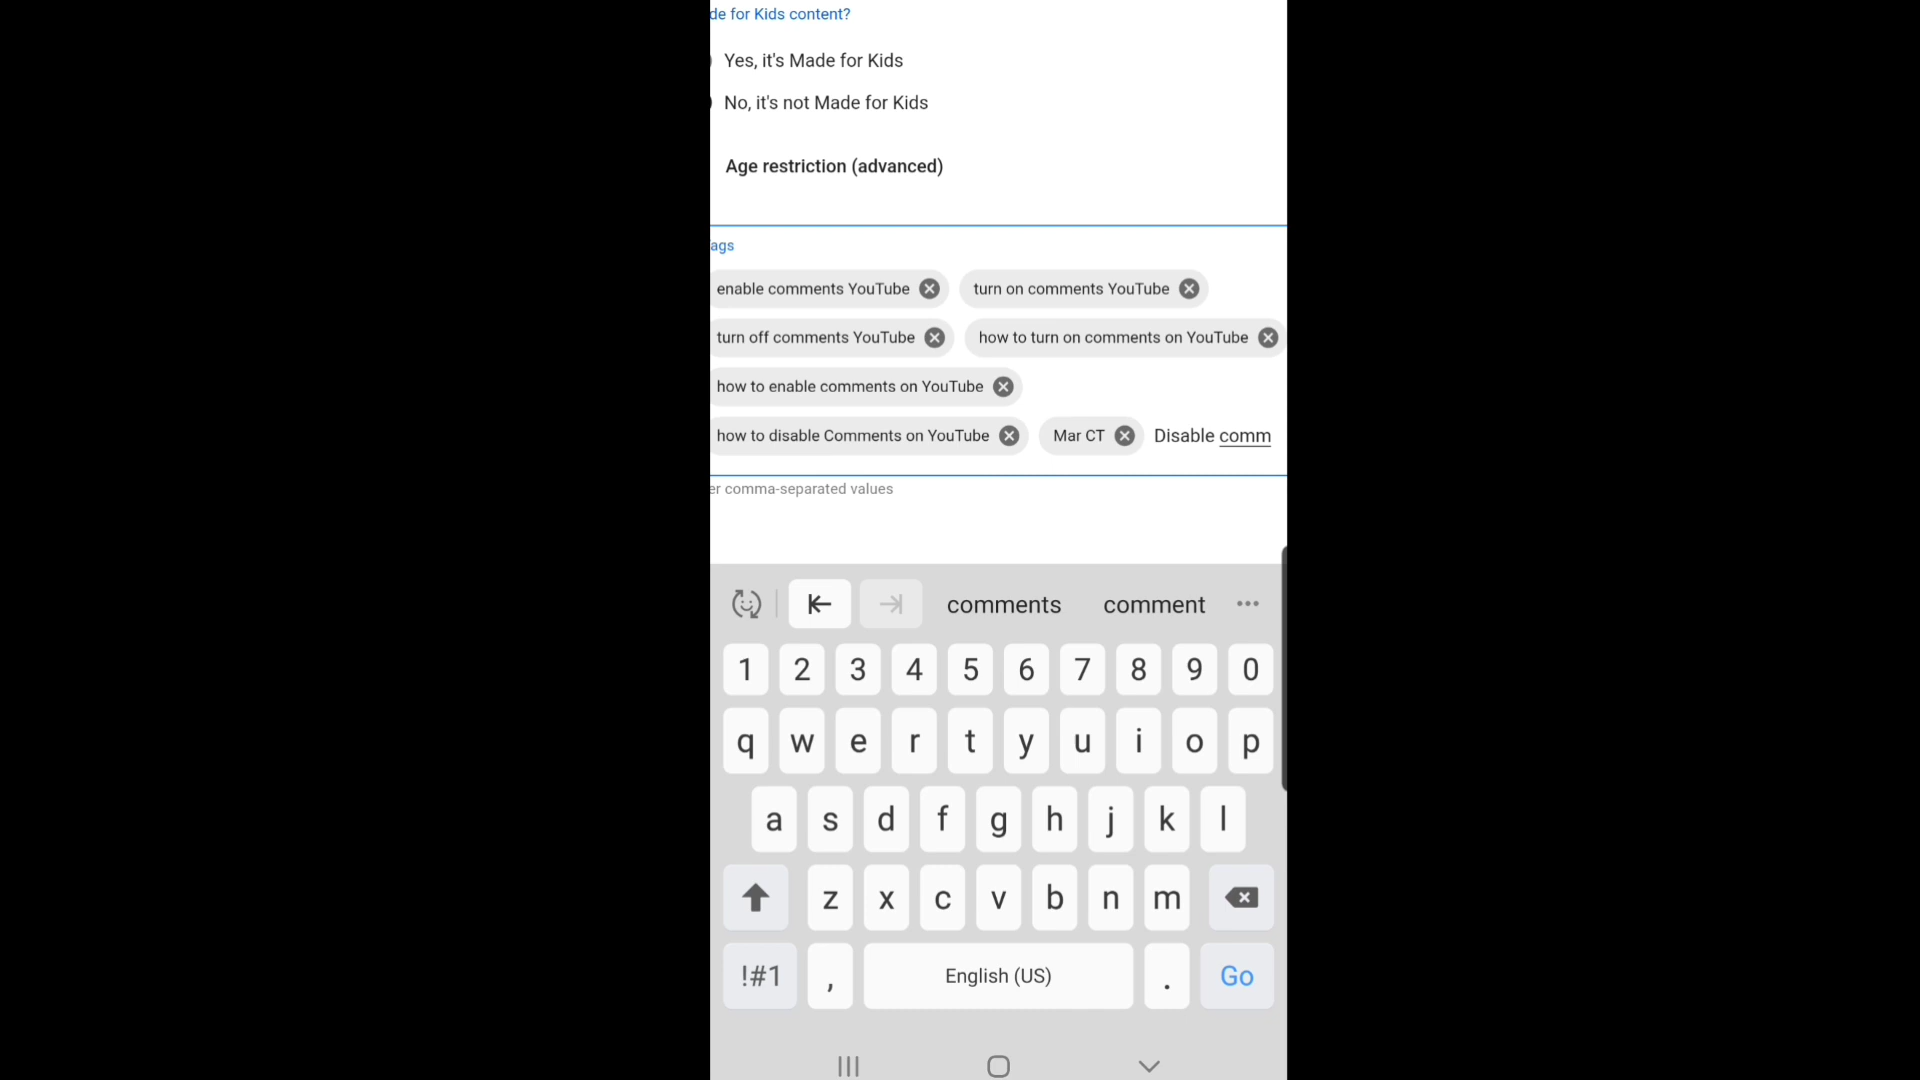 de for Kids content?
Yes, it's Made for Kids
No, it's not Made for Kids
Age restriction (advanced)
ags
enable comments YouTube turn on comments YouTube
turn off comments YouTube how to turn on comments on YouTube
how to enable comments on YouTube
how to disable Comments on YouTube Mar CT Disable comm
er comma-separated values
comments comment
1 2 3 4 5 6 7 8 9 0
q w e r t y u i o p
a s d f g h j k l
z x c v b n m
!#1 , English (US) . Go